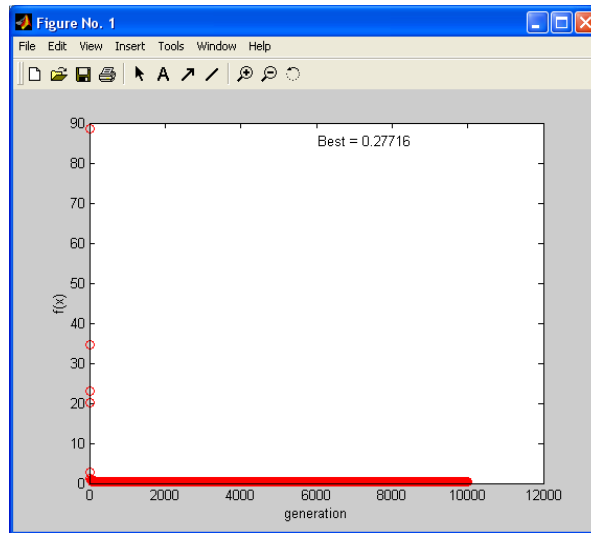 Figure No. 1
File Edit View Insert Tools Window Help
A
90
Best = 0.27716
80
70
60
50
f(x)
40
30
20
10
0
0 2000 4000 6000 8000 10000 12000
generation